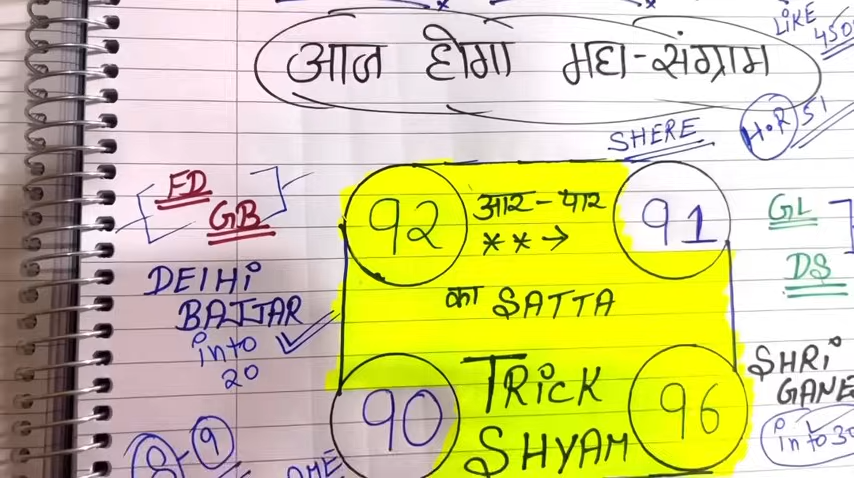 LIKE
450
आज होगा महा-संग्राम
H.R 51
SHERE
FD
GB
92 आर-पार 91
**→
GL
DS
DElHi
BAJJAR
into
20
का SATTA
90 TRiCK 96
SHYAM
SHRi
GANE
into 30
8-9